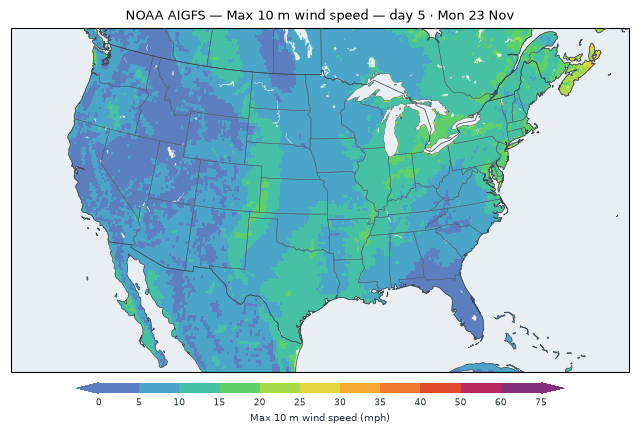 NOAA AIGFS — Max 10 m wind speed — day 5 · Mon 23 Nov
0 5 10 15 20 25 30 35 40 50 60 75
Max 10 m wind speed (mph)